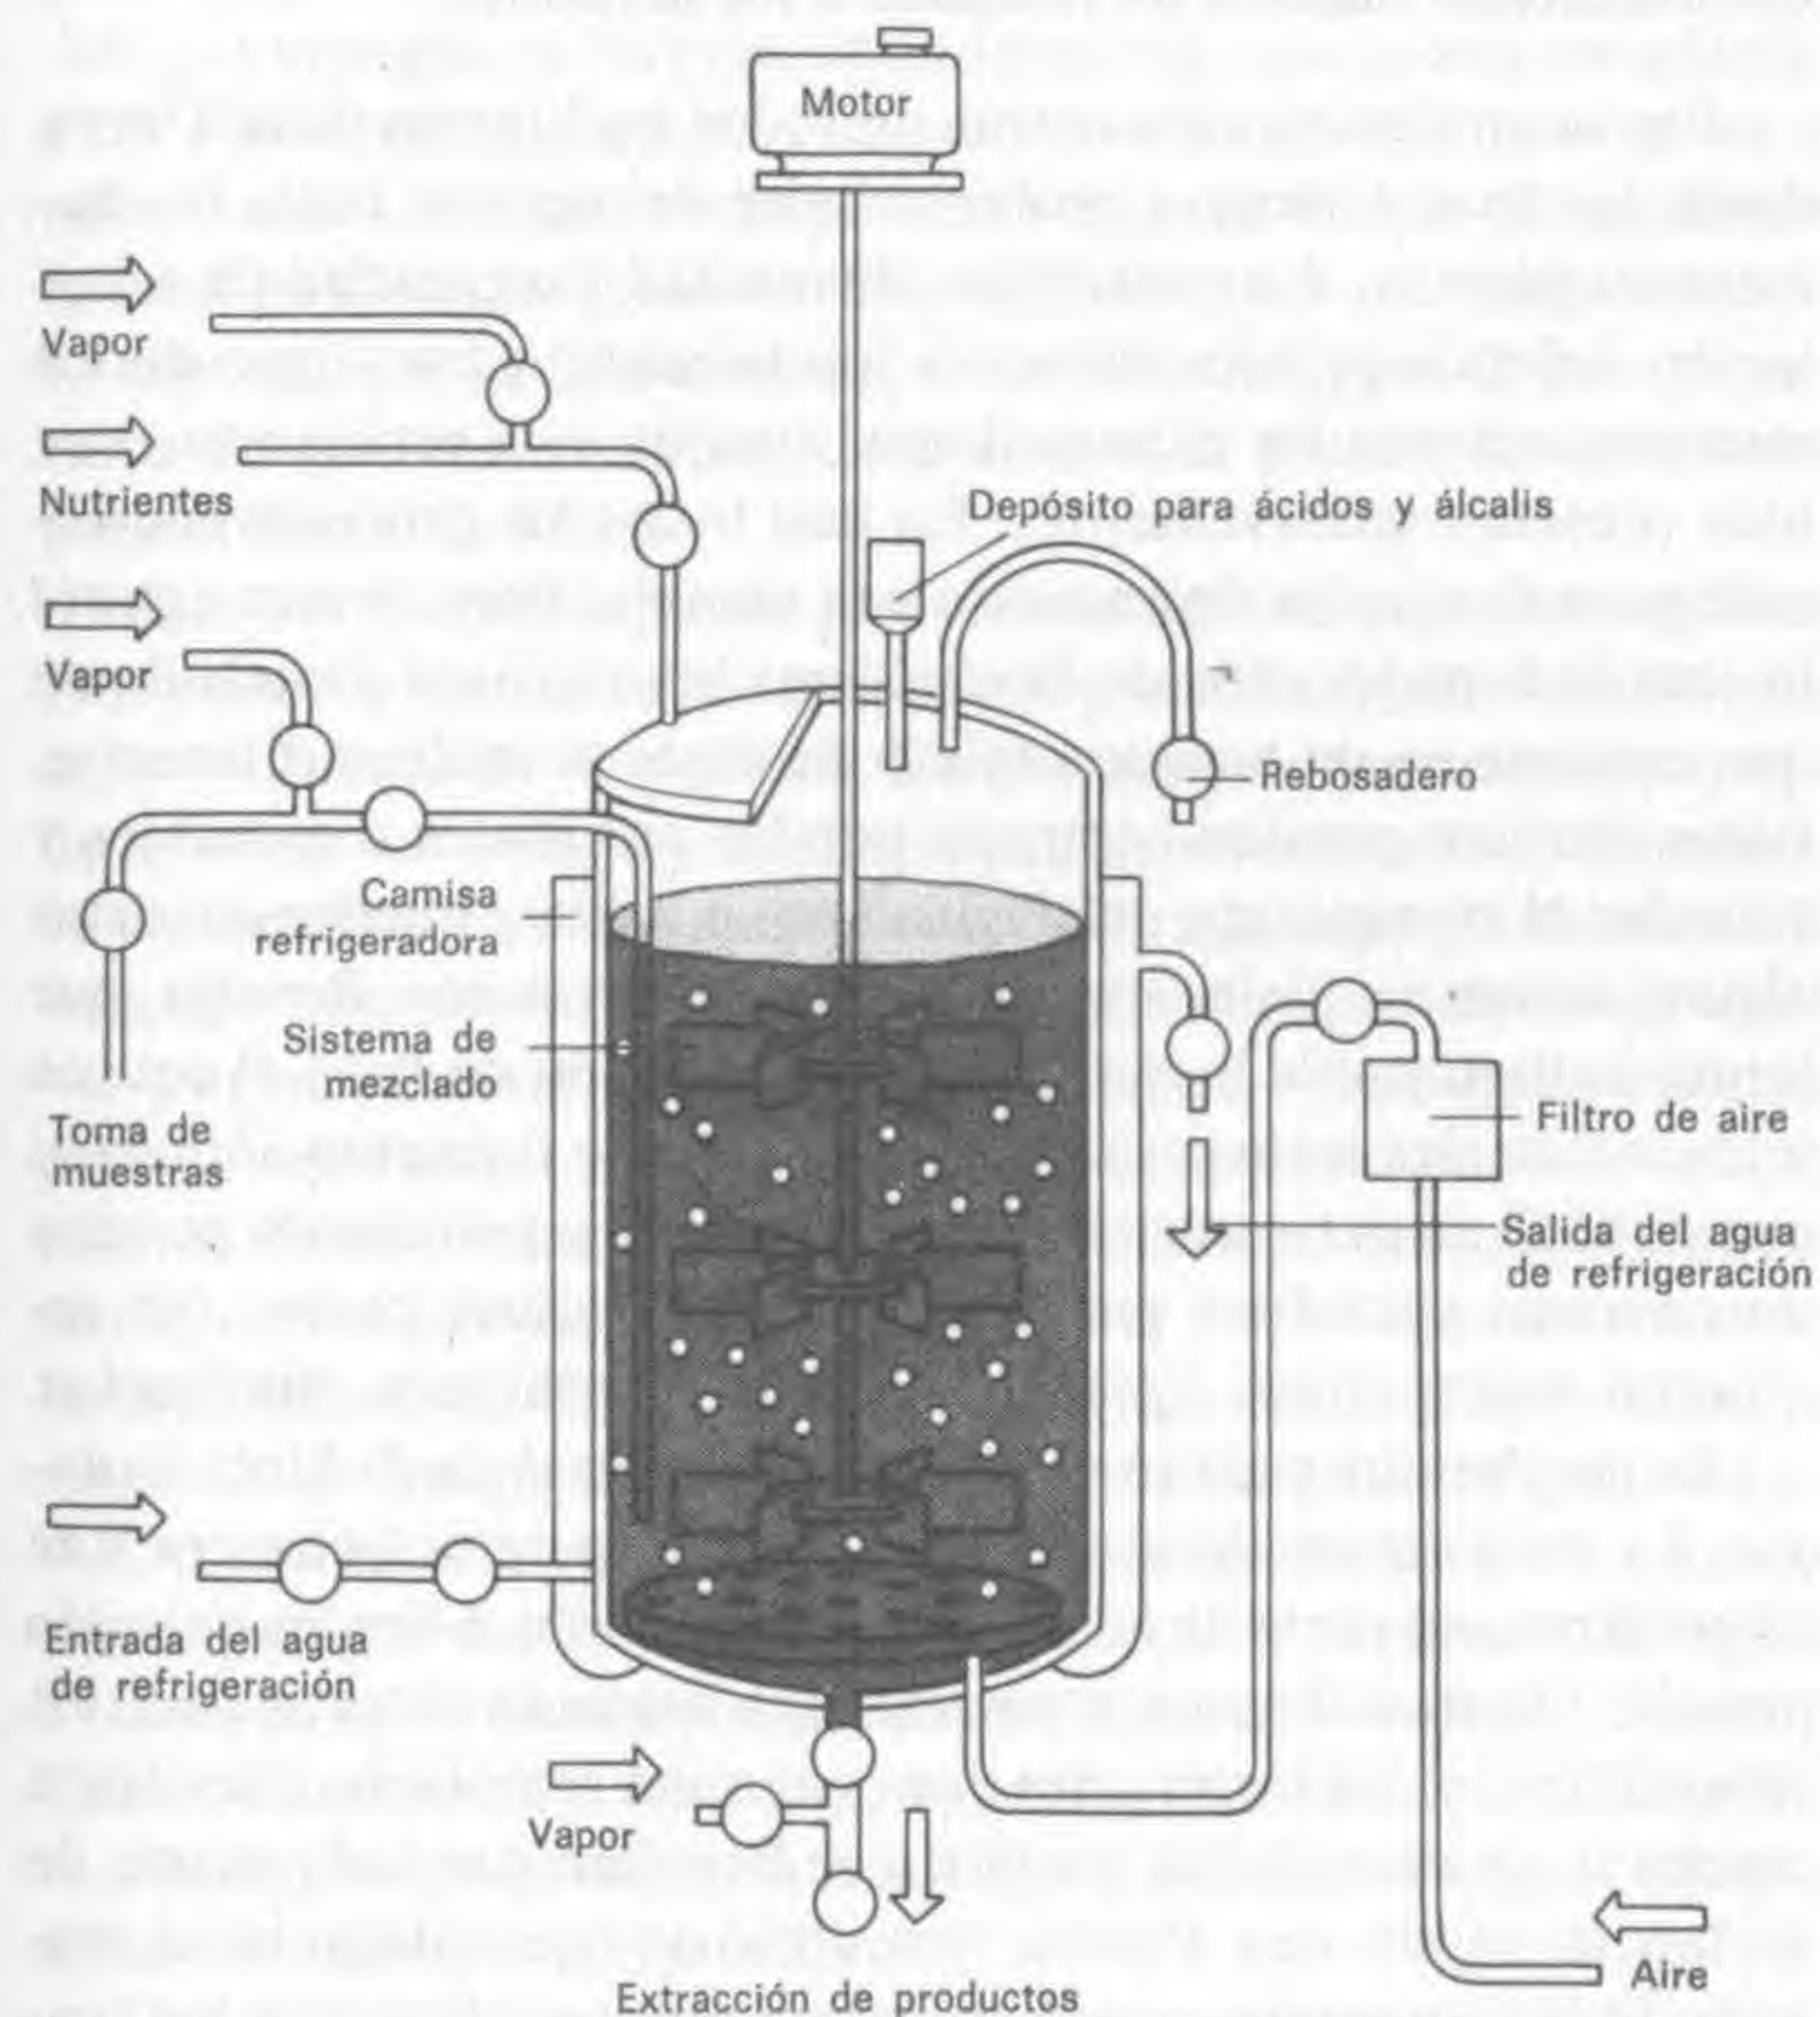 Motor
Vapor
Nutrientes
Depósito para ácidos y álcalis
Vapor
Rebosadero
Camisa
refrigeradora
Sistema de
mezclado
Toma de
muestras
Filtro de aire
Salida del agua
de refrigeración
Entrada del agua
de refrigeración
Vapor
Aire
Extracción de productos